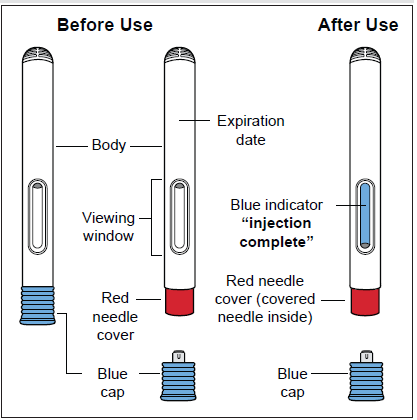 Before Use
After Use
Expiration
date
Body
Viewing
window
Blue indicator
“injection
complete”
Red
needle
cover
Red needle
cover (covered
needle inside)
Blue
cap
Blue
cap